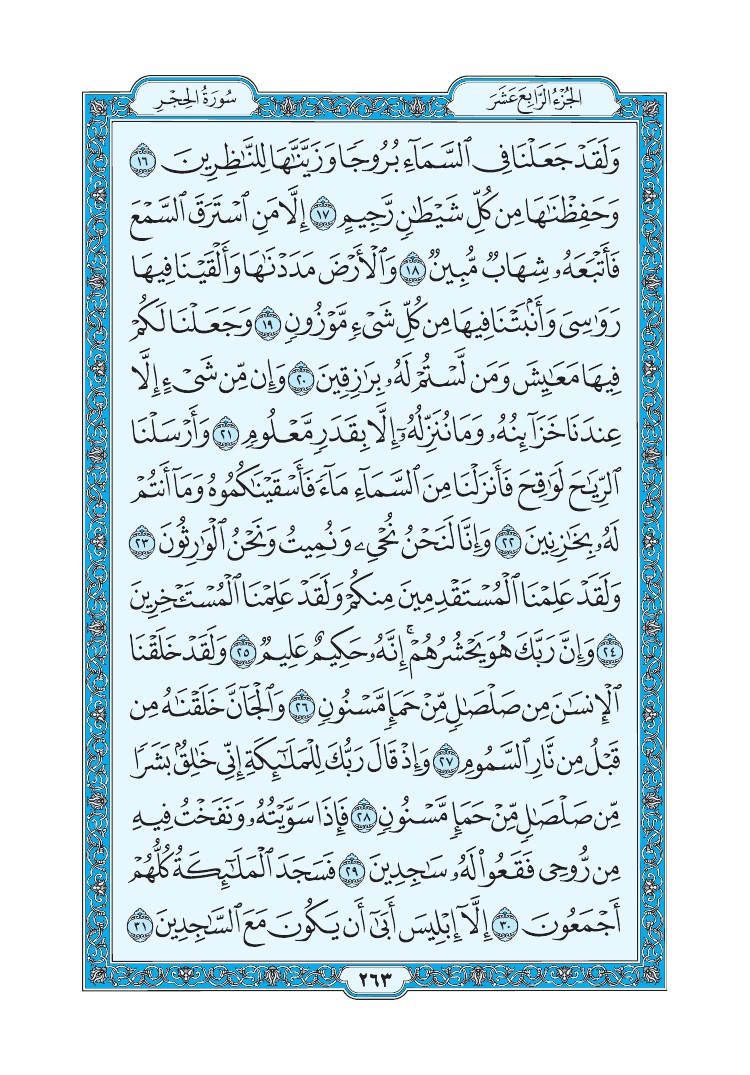 الجُزْءُ الرَّابِعَ عَشَرَ
سُورَةُ الحِجْرِ
وَلَقَدْ جَعَلْنَا فِي ٱلسَّمَآءِ بُرُوجًا وَزَيَّنَّٰهَا لِلنَّٰظِرِينَ ١٦
وَحَفِظْنَٰهَا مِن كُلِّ شَيْطَٰنٍ رَّجِيمٍ ١٧ إِلَّا مَنِ ٱسْتَرَقَ ٱلسَّمْعَ
فَأَتْبَعَهُۥ شِهَابٌ مُّبِينٌ ١٨ وَٱلْأَرْضَ مَدَدْنَٰهَا وَأَلْقَيْنَا فِيهَا
رَوَٰسِيَ وَأَنۢبَتْنَا فِيهَا مِن كُلِّ شَيْءٍ مَّوْزُونٍ ١٩ وَجَعَلْنَا لَكُمْ
فِيهَا مَعَٰيِشَ وَمَن لَّسْتُمْ لَهُۥ بِرَٰزِقِينَ ٢٠ وَإِن مِّن شَيْءٍ إِلَّا
عِندَنَا خَزَآئِنُهُۥ وَمَا نُنَزِّلُهُۥٓ إِلَّا بِقَدَرٍ مَّعْلُومٍ ٢١ وَأَرْسَلْنَا
ٱلرِّيَٰحَ لَوَٰقِحَ فَأَنزَلْنَا مِنَ ٱلسَّمَآءِ مَآءً فَأَسْقَيْنَٰكُمُوهُ وَمَآ أَنتُمْ
لَهُۥ بِخَٰزِنِينَ ٢٢ وَإِنَّا لَنَحْنُ نُحْيِۦ وَنُمِيتُ وَنَحْنُ ٱلْوَٰرِثُونَ ٢٣
وَلَقَدْ عَلِمْنَا ٱلْمُسْتَقْدِمِينَ مِنكُمْ وَلَقَدْ عَلِمْنَا ٱلْمُسْتَـْٔخِرِينَ
٢٤ وَإِنَّ رَبَّكَ هُوَ يَحْشُرُهُمْۚ إِنَّهُۥ حَكِيمٌ عَلِيمٌ ٢٥ وَلَقَدْ خَلَقْنَا
ٱلْإِنسَٰنَ مِن صَلْصَٰلٍ مِّنْ حَمَإٍ مَّسْنُونٍ ٢٦ وَٱلْجَآنَّ خَلَقْنَٰهُ مِن
قَبْلُ مِن نَّارِ ٱلسَّمُومِ ٢٧ وَإِذْ قَالَ رَبُّكَ لِلْمَلَٰٓئِكَةِ إِنِّي خَٰلِقٌۢ بَشَرًا
مِّن صَلْصَٰلٍ مِّنْ حَمَإٍ مَّسْنُونٍ ٢٨ فَإِذَا سَوَّيْتُهُۥ وَنَفَخْتُ فِيهِ
مِن رُّوحِي فَقَعُوا۟ لَهُۥ سَٰجِدِينَ ٢٩ فَسَجَدَ ٱلْمَلَٰٓئِكَةُ كُلُّهُمْ
أَجْمَعُونَ ٣٠ إِلَّآ إِبْلِيسَ أَبَىٰٓ أَن يَكُونَ مَعَ ٱلسَّٰجِدِينَ ٣١
٢٦٣